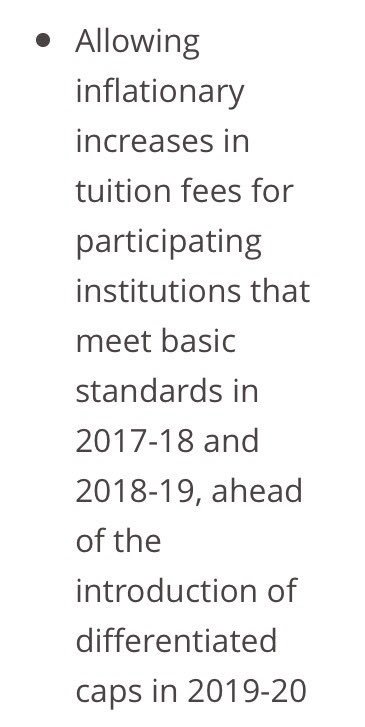 • Allowing
inflationary
increases in
tuition fees for
participating
institutions that
meet basic
standards in
2017-18 and
2018-19, ahead
of the
introduction of
differentiated
caps in 2019-20